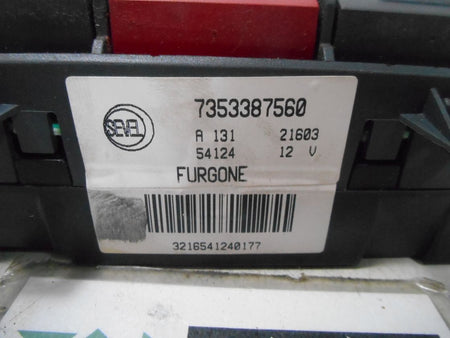 SEVEL
7353387560
A 131 21603
54124 12 V
FURGONE
3216541240177